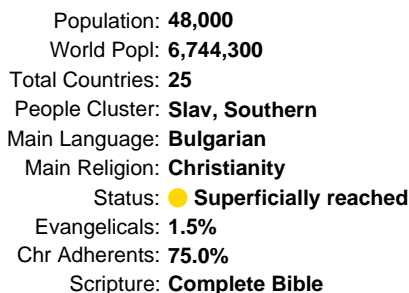 Population: 48,000
World Popl: 6,744,300
Total Countries: 25
People Cluster: Slav, Southern
Main Language: Bulgarian
Main Religion: Christianity
Status: Superficially reached
Evangelicals: 1.5%
Chr Adherents: 75.0%
Scripture: Complete Bible